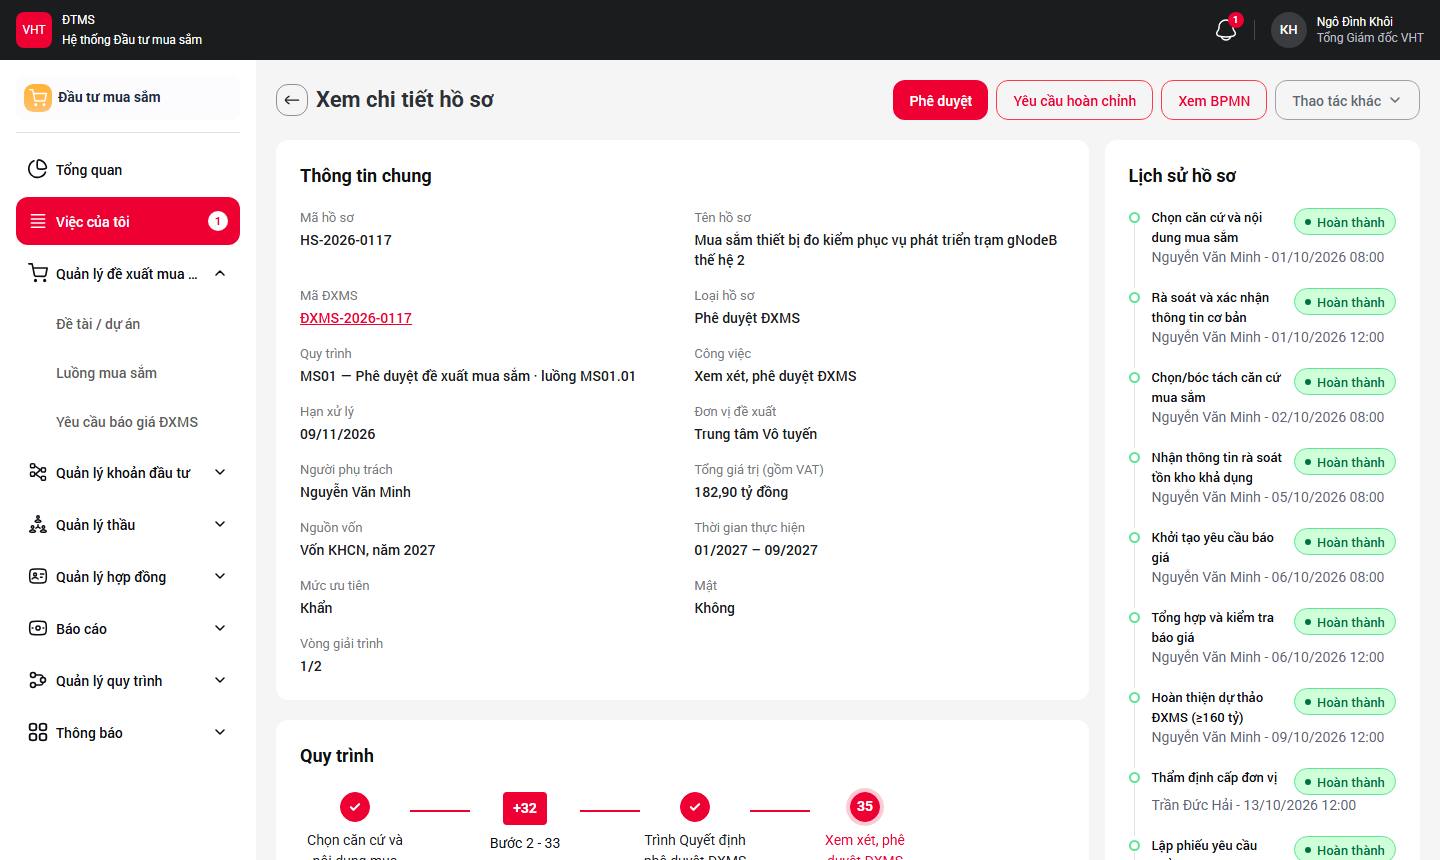 VHT
ĐTMS
Hệ thống Đầu tư mua sắm
1
KH
Ngô Đình Khôi
Tổng Giám đốc VHT
Đầu tư mua sắm
Tổng quan
Việc của tôi
1
Quản lý đề xuất mua ...
Đề tài / dự án
Luồng mua sắm
Yêu cầu báo giá ĐXMS
Quản lý khoản đầu tư
Quản lý thầu
Quản lý hợp đồng
Báo cáo
Quản lý quy trình
Thông báo
Xem chi tiết hồ sơ
Phê duyệt
Yêu cầu hoàn chỉnh
Xem BPMN
Thao tác khác
Thông tin chung
Mã hồ sơ
HS-2026-0117
Tên hồ sơ
Mua sắm thiết bị đo kiểm phục vụ phát triển trạm gNodeB
thế hệ 2
Mã ĐXMS
ĐXMS-2026-0117
Loại hồ sơ
Phê duyệt ĐXMS
Quy trình
MS01 — Phê duyệt đề xuất mua sắm · luồng MS01.01
Công việc
Xem xét, phê duyệt ĐXMS
Hạn xử lý
09/11/2026
Đơn vị đề xuất
Trung tâm Vô tuyến
Người phụ trách
Nguyễn Văn Minh
Tổng giá trị (gồm VAT)
182,90 tỷ đồng
Nguồn vốn
Vốn KHCN, năm 2027
Thời gian thực hiện
01/2027 – 09/2027
Mức ưu tiên
Khẩn
Mật
Không
Vòng giải trình
1/2
Quy trình
+32
35
Chọn căn cứ và
nội dung mua
Bước 2 - 33
Trình Quyết định
phê duyệt ĐXMS
Xem xét, phê
duyệt ĐXMS
Lịch sử hồ sơ
Chọn căn cứ và nội
dung mua sắm
Hoàn thành
Nguyễn Văn Minh - 01/10/2026 08:00
Rà soát và xác nhận
thông tin cơ bản
Hoàn thành
Nguyễn Văn Minh - 01/10/2026 12:00
Chọn/bóc tách căn cứ
mua sắm
Hoàn thành
Nguyễn Văn Minh - 02/10/2026 08:00
Nhận thông tin rà soát
tồn kho khả dụng
Hoàn thành
Nguyễn Văn Minh - 05/10/2026 08:00
Khởi tạo yêu cầu báo
giá
Hoàn thành
Nguyễn Văn Minh - 06/10/2026 08:00
Tổng hợp và kiểm tra
báo giá
Hoàn thành
Nguyễn Văn Minh - 06/10/2026 12:00
Hoàn thiện dự thảo
ĐXMS (≥160 tỷ)
Hoàn thành
Nguyễn Văn Minh - 09/10/2026 12:00
Thẩm định cấp đơn vị
Hoàn thành
Trần Đức Hải - 13/10/2026 12:00
Lập phiếu yêu cầu
Hoàn thành